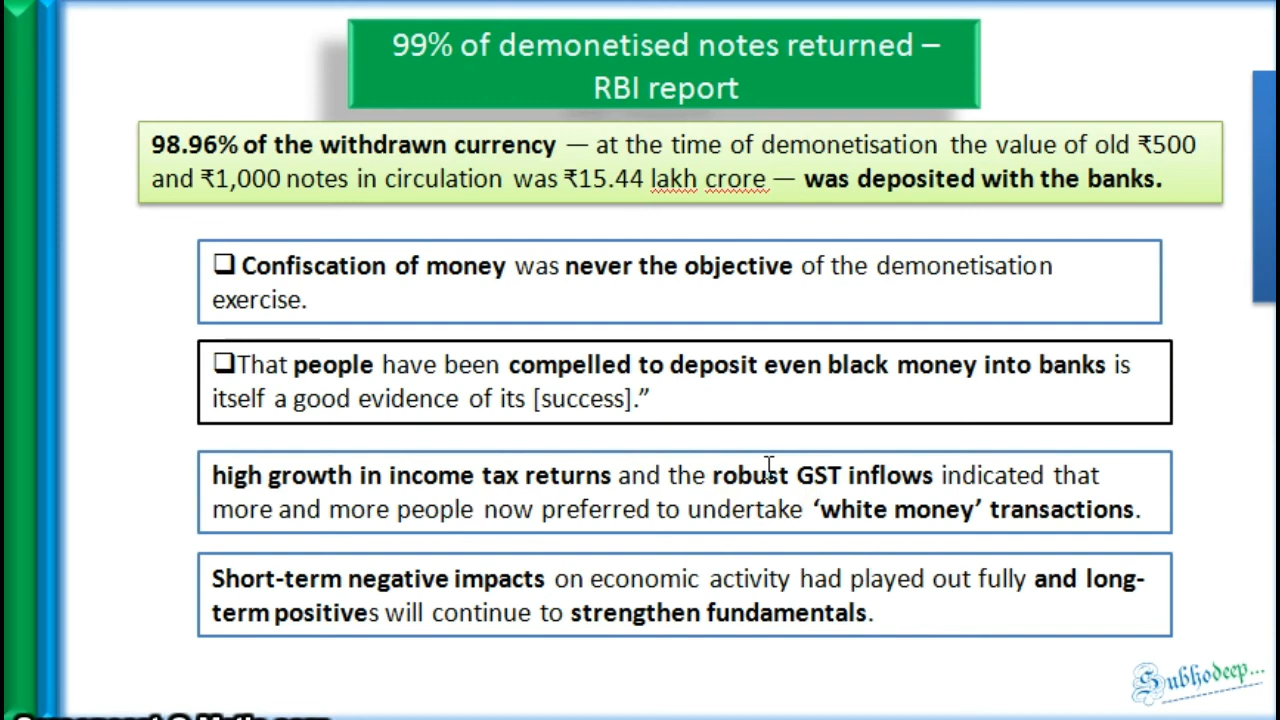 99% of demonetised notes returned –
RBI report
98.96% of the withdrawn currency — at the time of demonetisation the value of old ₹500
and ₹1,000 notes in circulation was ₹15.44 lakh crore — was deposited with the banks.
❑ Confiscation of money was never the objective of the demonetisation
exercise.
❑That people have been compelled to deposit even black money into banks is
itself a good evidence of its [success].”
high growth in income tax returns and the robust GST inflows indicated that
more and more people now preferred to undertake ‘white money’ transactions.
Short-term negative impacts on economic activity had played out fully and long-
term positives will continue to strengthen fundamentals.
Subhodeep...